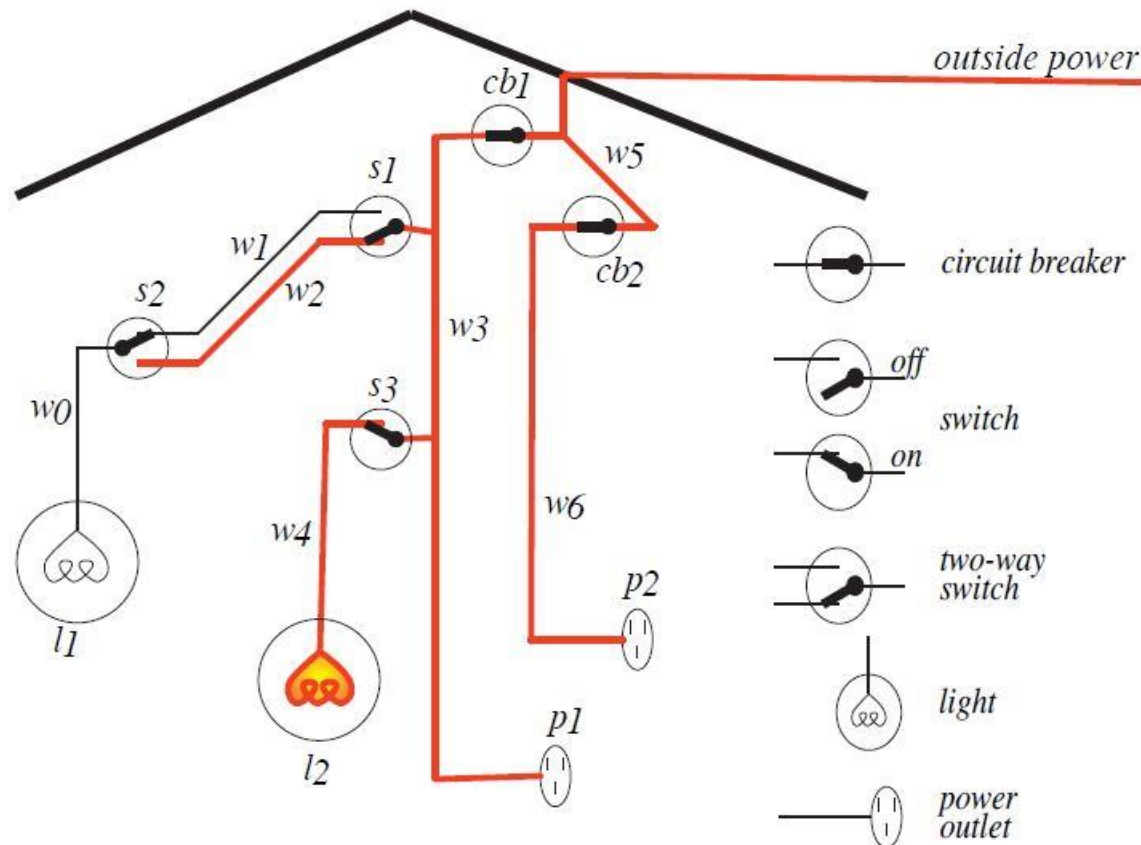 outside power
cb1
w5
s1
cb2
w1
w2
s2
w3
s3
w0
w4
w6
l1
l2
p2
p1
circuit breaker
off
switch
on
two-way
switch
light
power
outlet